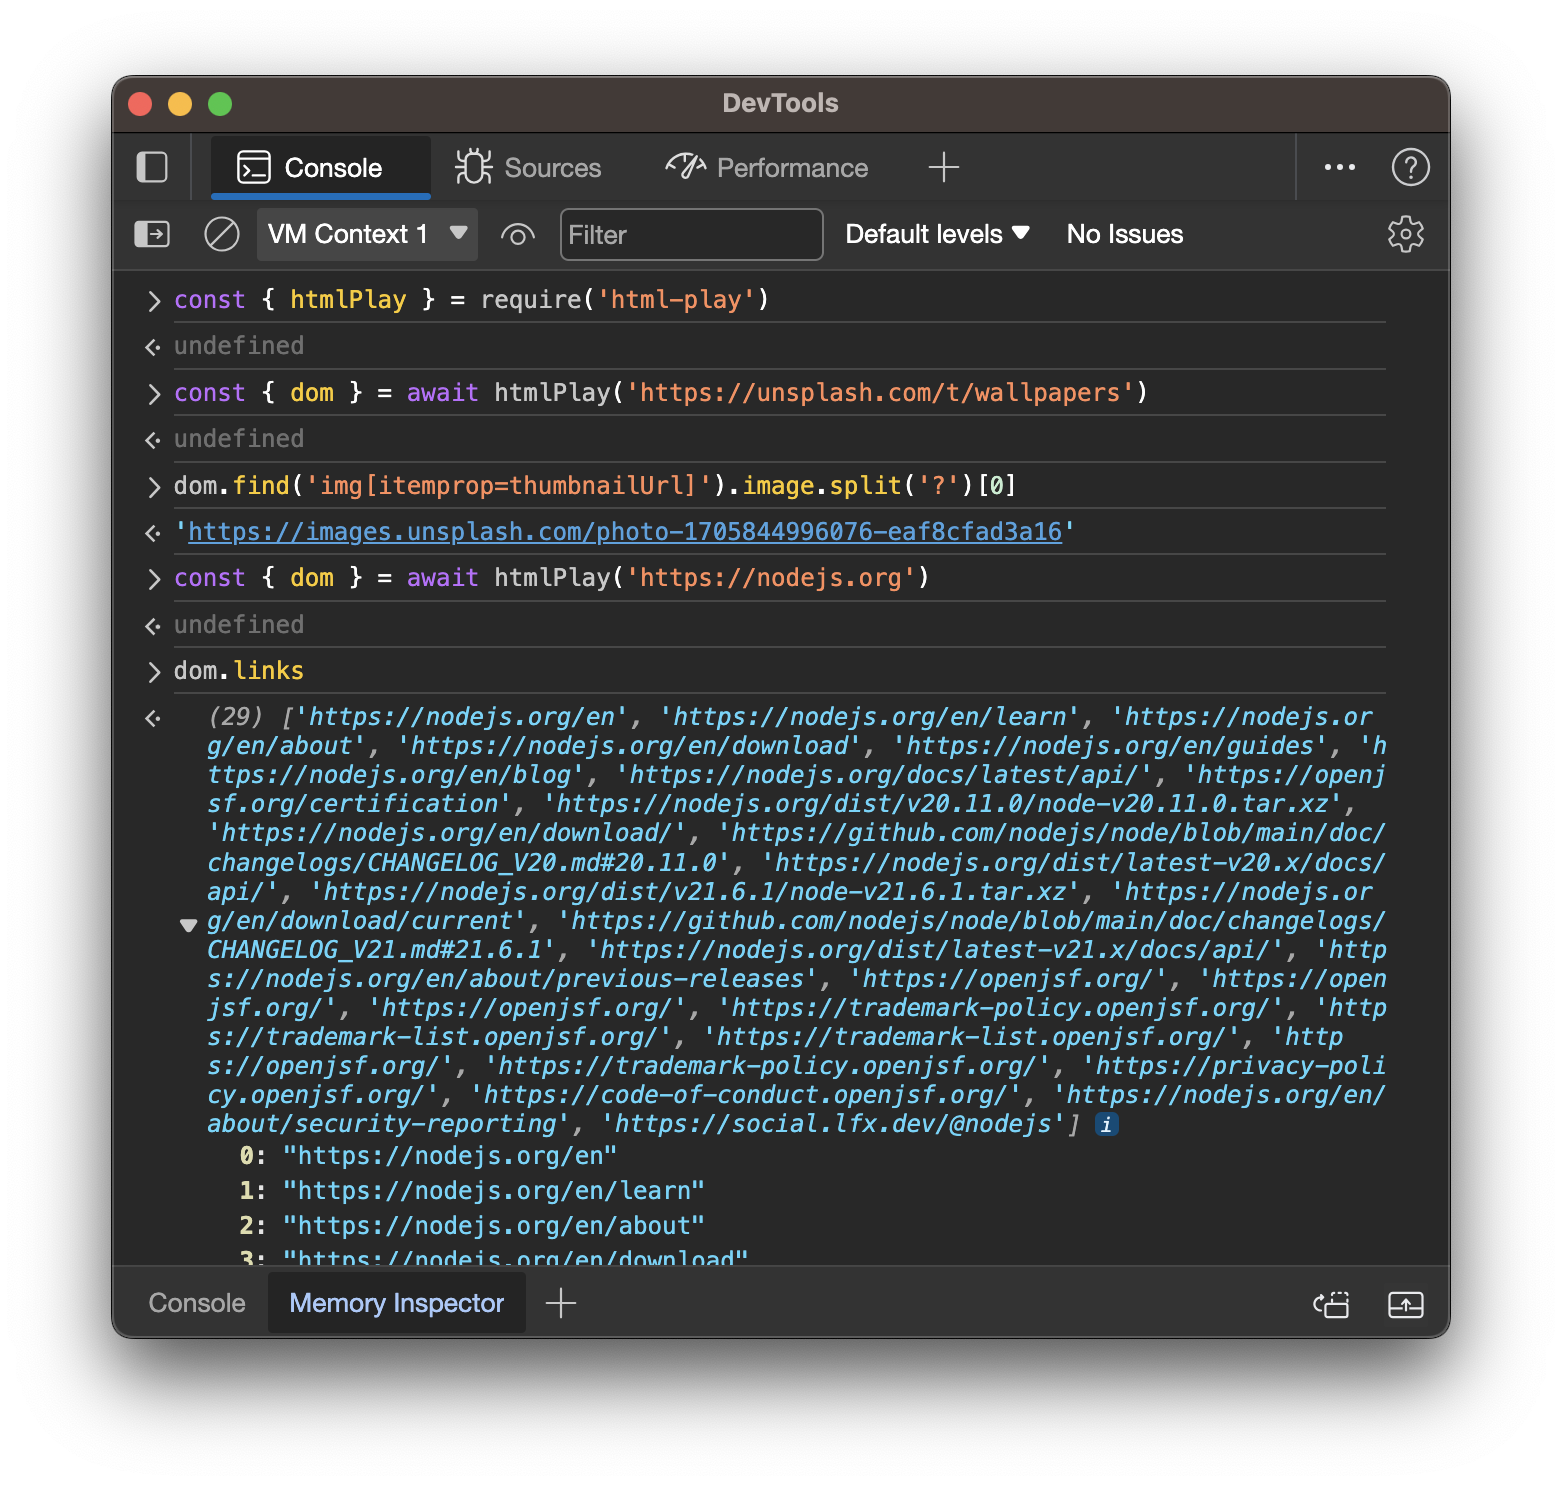 DevTools
Console Sources Performance
VM Context 1 Filter Default levels No Issues
const { htmlPlay } = require('html-play')
undefined
const { dom } = await htmlPlay('https://unsplash.com/t/wallpapers')
undefined
dom.find('img[itemprop=thumbnailUrl]').image.split('?')[0]
'https://images.unsplash.com/photo-1705844996076-eaf8cfad3a16'
const { dom } = await htmlPlay('https://nodejs.org')
undefined
dom.links
(29) ['https://nodejs.org/en', 'https://nodejs.org/en/learn', 'https://nodejs.or
g/en/about', 'https://nodejs.org/en/download', 'https://nodejs.org/en/guides', 'h
ttps://nodejs.org/en/blog', 'https://nodejs.org/docs/latest/api/', 'https://openj
sf.org/certification', 'https://nodejs.org/dist/v20.11.0/node-v20.11.0.tar.xz',
'https://nodejs.org/en/download/', 'https://github.com/nodejs/node/blob/main/doc/
changelogs/CHANGELOG_V20.md#20.11.0', 'https://nodejs.org/dist/latest-v20.x/docs/
api/', 'https://nodejs.org/dist/v21.6.1/node-v21.6.1.tar.xz', 'https://nodejs.or
g/en/download/current', 'https://github.com/nodejs/node/blob/main/doc/changelogs/
CHANGELOG_V21.md#21.6.1', 'https://nodejs.org/dist/latest-v21.x/docs/api/', 'http
s://nodejs.org/en/about/previous-releases', 'https://openjsf.org/', 'https://open
jsf.org/', 'https://openjsf.org/', 'https://trademark-policy.openjsf.org/', 'http
s://trademark-list.openjsf.org/', 'https://trademark-list.openjsf.org/', 'http
s://openjsf.org/', 'https://trademark-policy.openjsf.org/', 'https://privacy-poli
cy.openjsf.org/', 'https://code-of-conduct.openjsf.org/', 'https://nodejs.org/en/
about/security-reporting', 'https://social.lfx.dev/@nodejs'] i
0: "https://nodejs.org/en"
1: "https://nodejs.org/en/learn"
2: "https://nodejs.org/en/about"
3: "https://nodejs.org/en/download"
Console Memory Inspector